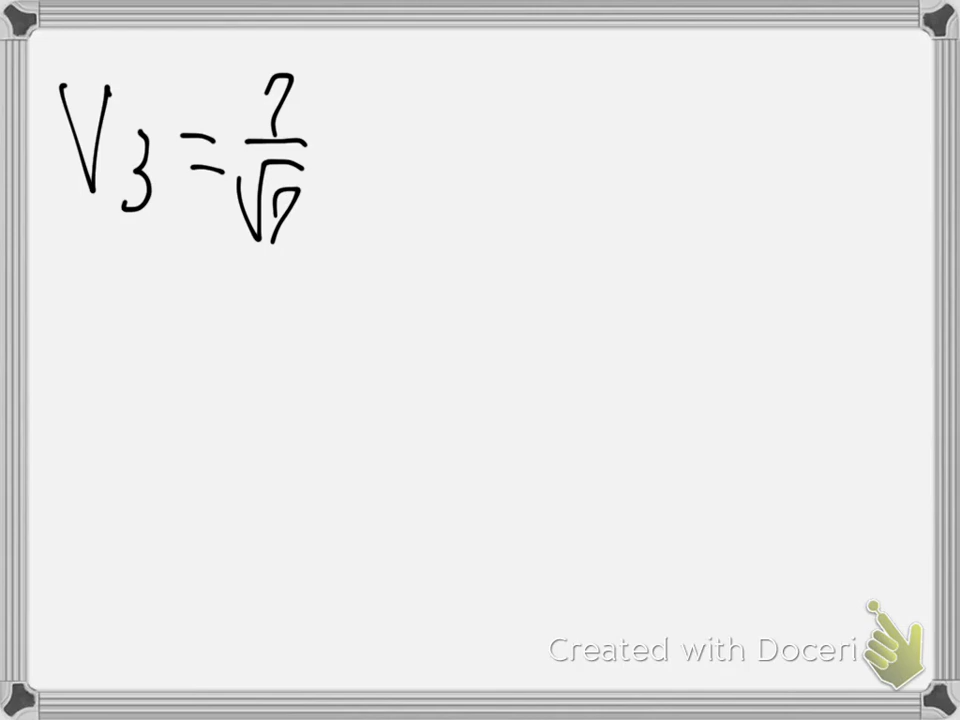 V₃ = 7/√7
Created with Doceri